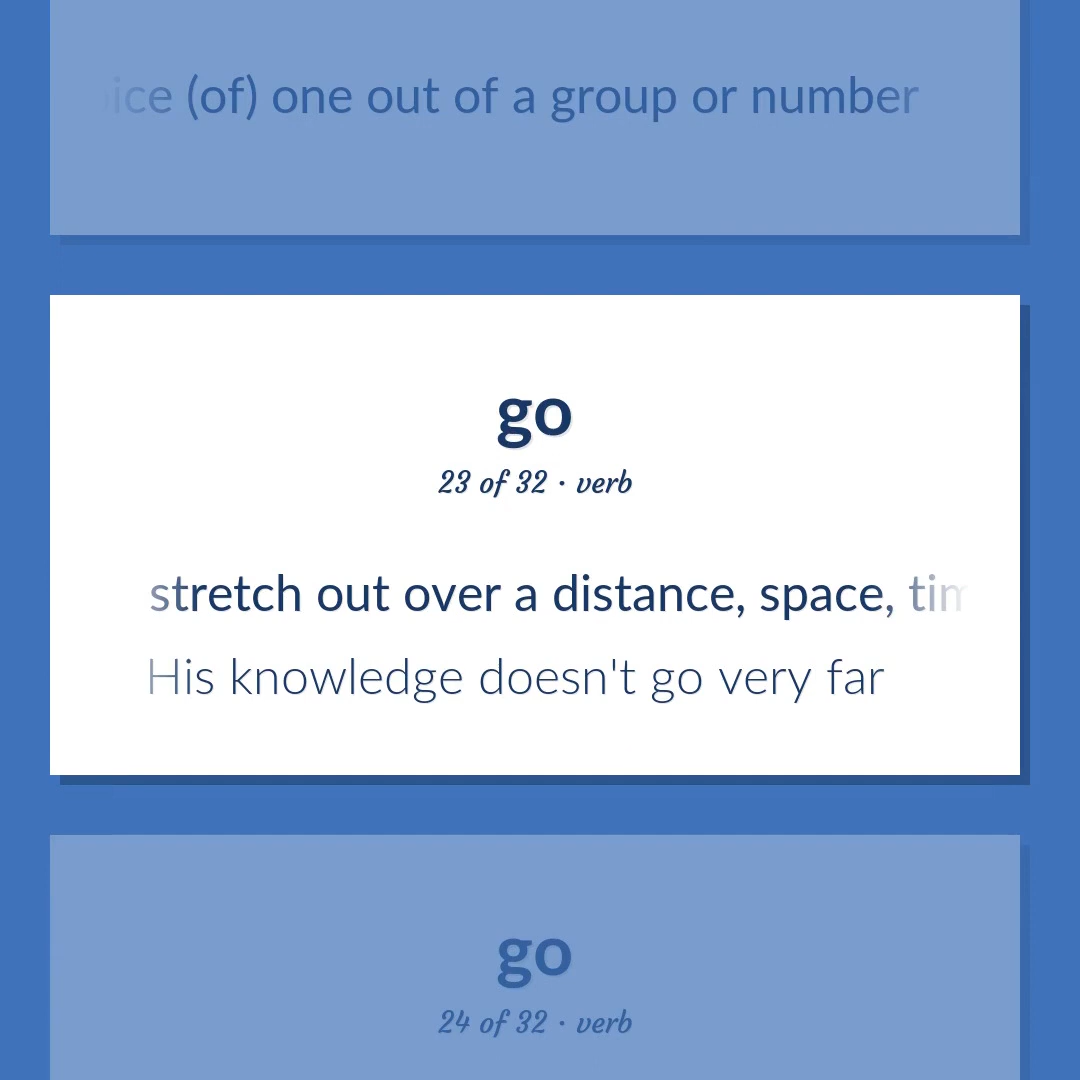 (of) one out of a group or number
go
23 of 32 · verb
stretch out over a distance, space,
His knowledge doesn't go very far
go
24 of 32 · verb